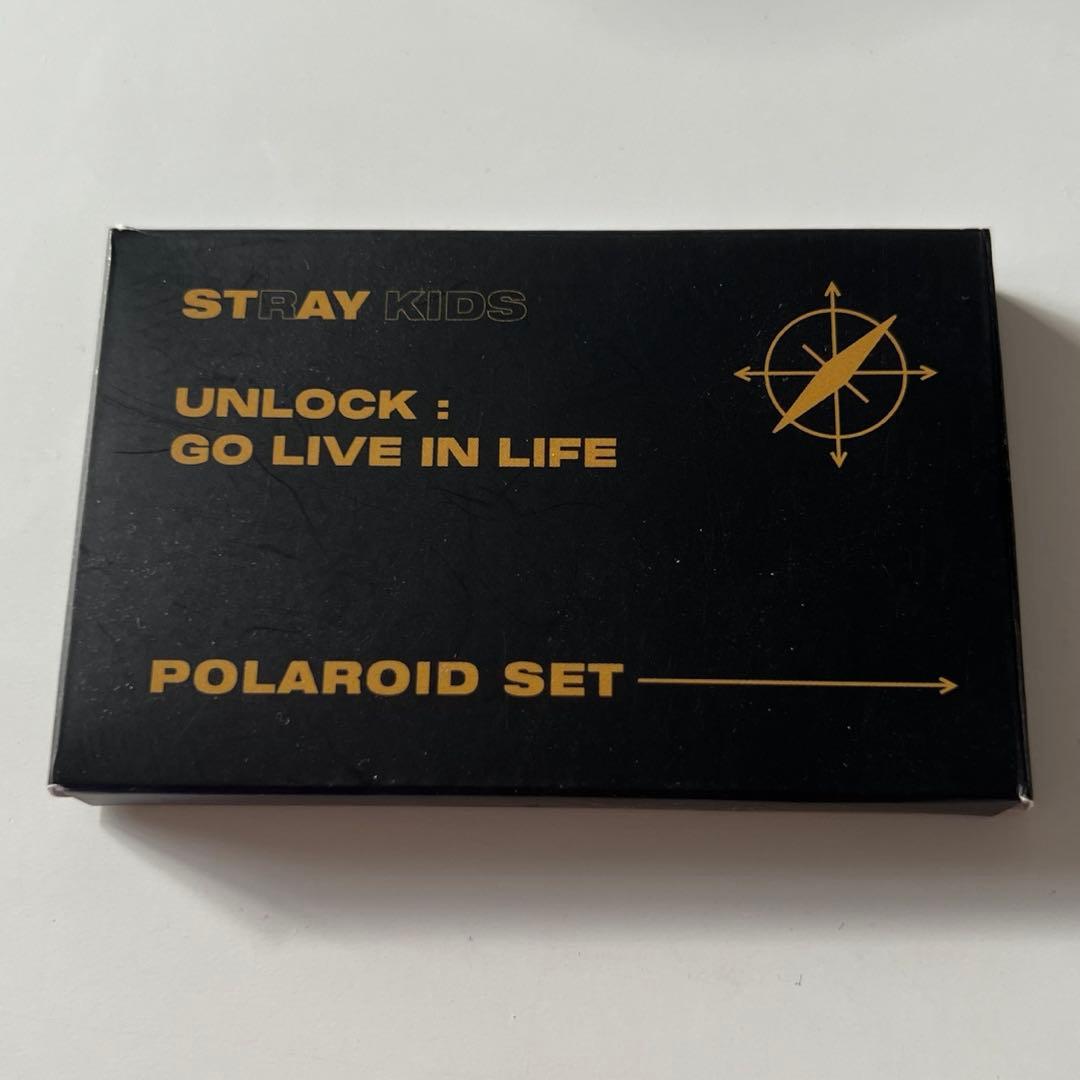 STRAY KIDS
UNLOCK :
GO LIVE IN LIFE
POLAROID SET